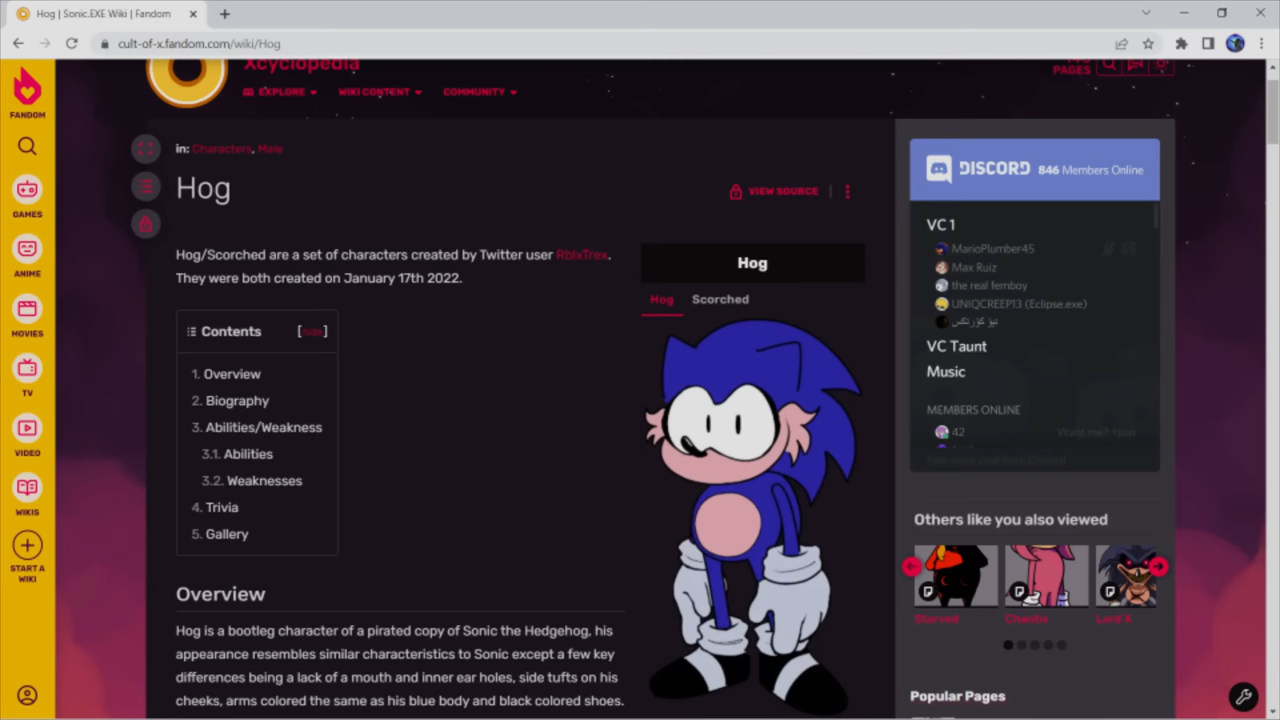 Hog | Sonic.EXE Wiki | Fandom
cult-of-x.fandom.com/wiki/Hog
Xcyclopedia
PAGES
EXPLORE
WIKI CONTENT
COMMUNITY
FANDOM
GAMES
ANIME
MOVIES
TV
VIDEO
WIKIS
START A
WIKI
in: Characters, Male
Hog
VIEW SOURCE
Hog/Scorched are a set of characters created by Twitter user RblxTrex.
They were both created on January 17th 2022.
Contents [hide]
1. Overview
2. Biography
3. Abilities/Weakness
3.1. Abilities
3.2. Weaknesses
4. Trivia
5. Gallery
Overview
Hog is a bootleg character of a pirated copy of Sonic the Hedgehog, his
appearance resembles similar characteristics to Sonic except a few key
differences being a lack of a mouth and inner ear holes, side tufts on his
cheeks, arms colored the same as his blue body and black colored shoes.
Hog
Hog Scorched
DISCORD 846 Members Online
VC 1
MarioPlumber45
Max Ruiz
the real femboy
UNIQCREEP13 (Eclipse.exe)
VC Taunt
Music
MEMBERS ONLINE
42
Others like you also viewed
Starved
Chaotix
Lord X
Popular Pages